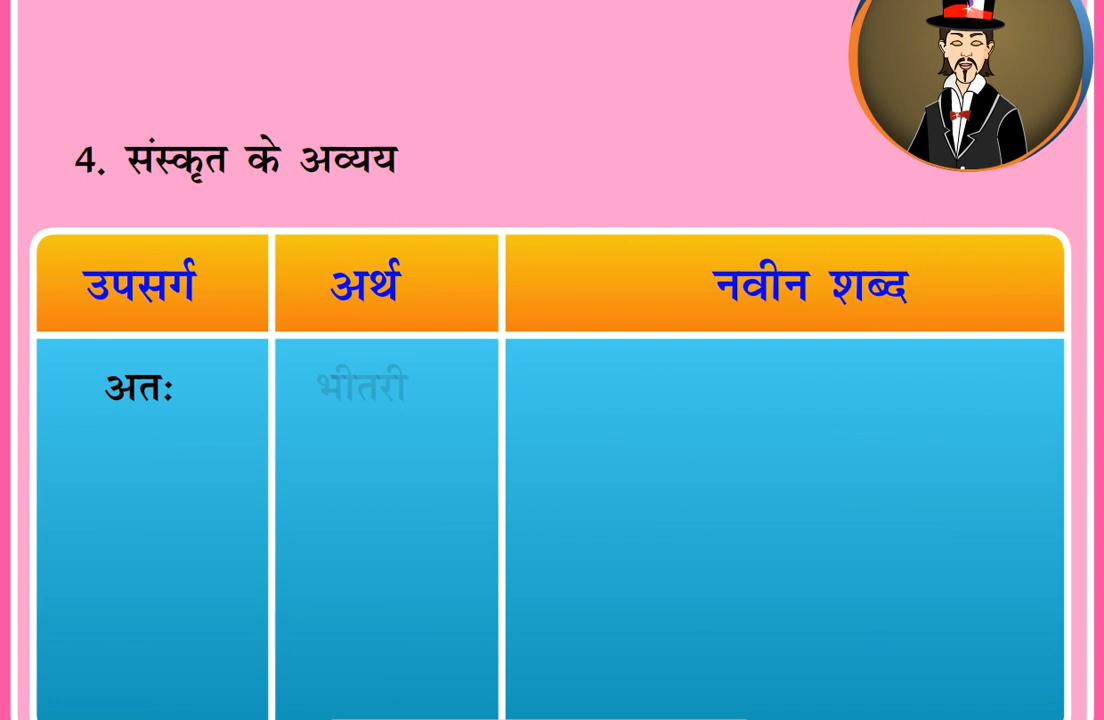 4. संस्कृत के अव्यय
उपसर्ग अर्थ नवीन शब्द
अतः भीतरी